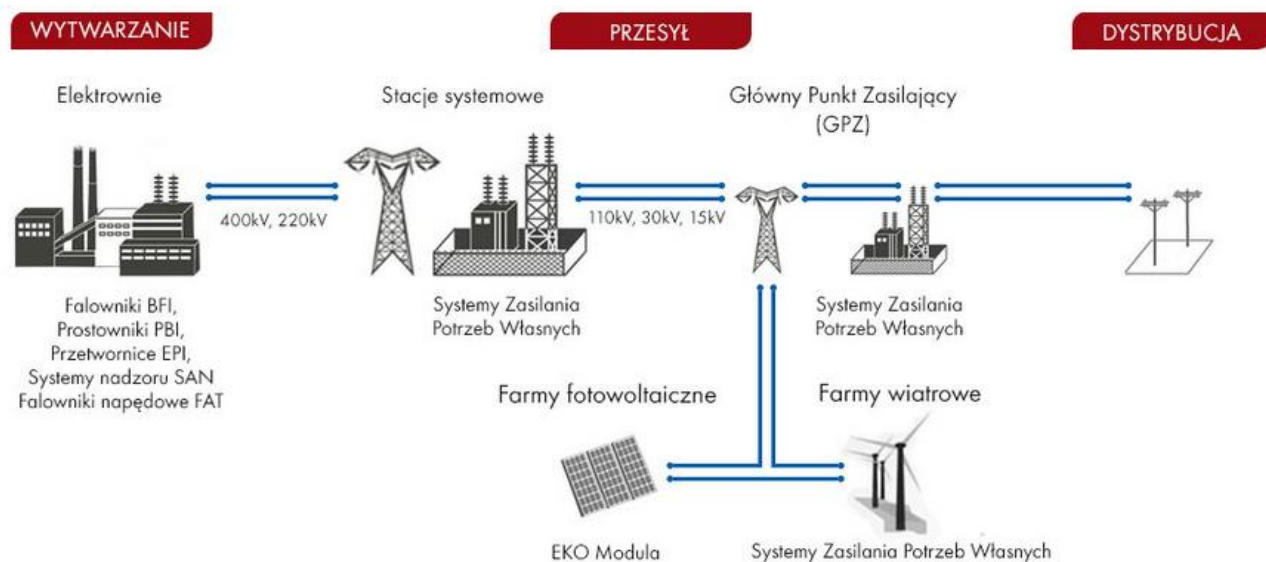 WYTWARZANIE
PRZESYŁ
DYSTRYBUCJA
Elektrownie
Stacje systemowe
Główny Punkt Zasilający
(GPZ)
400kV, 220kV
110kV, 30kV, 15kV
Falowniki BFI,
Prostowniki PBI,
Przetwornice EPI,
Systemy nadzoru SAN
Falowniki napędowe FAT
Systemy Zasilania
Potrzeb Własnych
Systemy Zasilania
Potrzeb Własnych
Farmy fotowoltaiczne
Farmy wiatrowe
EKO Modula
Systemy Zasilania Potrzeb Własnych